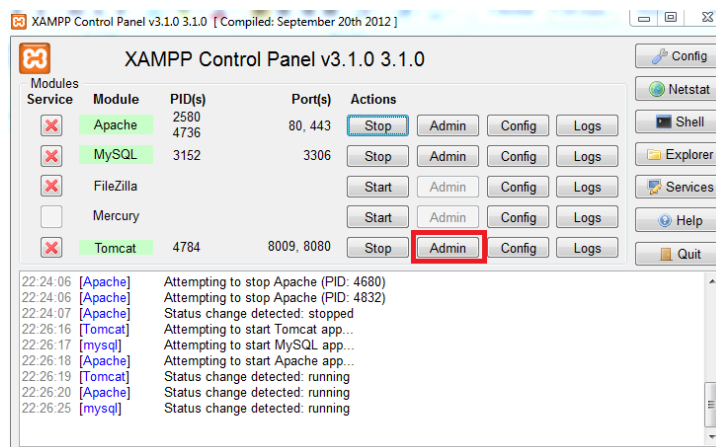 XAMPP Control Panel v3.1.0 3.1.0 [ Compiled: September 20th 2012 ]
XAMPP Control Panel v3.1.0 3.1.0
Config
Modules
Service Module PID(s) Port(s) Actions
Netstat
Apache 2580 4736 80, 443 Stop Admin Config Logs
Shell
MySQL 3152 3306 Stop Admin Config Logs
Explorer
FileZilla Start Admin Config Logs
Services
Mercury Start Admin Config Logs
Help
Tomcat 4784 8009, 8080 Stop Admin Config Logs
Quit
22:24:06 [Apache] Attempting to stop Apache (PID: 4680)
22:24:06 [Apache] Attempting to stop Apache (PID: 4832)
22:24:07 [Apache] Status change detected: stopped
22:26:16 [Tomcat] Attempting to start Tomcat app...
22:26:17 [mysql] Attempting to start MySQL app...
22:26:18 [Apache] Attempting to start Apache app...
22:26:19 [Tomcat] Status change detected: running
22:26:20 [Apache] Status change detected: running
22:26:25 [mysql] Status change detected: running